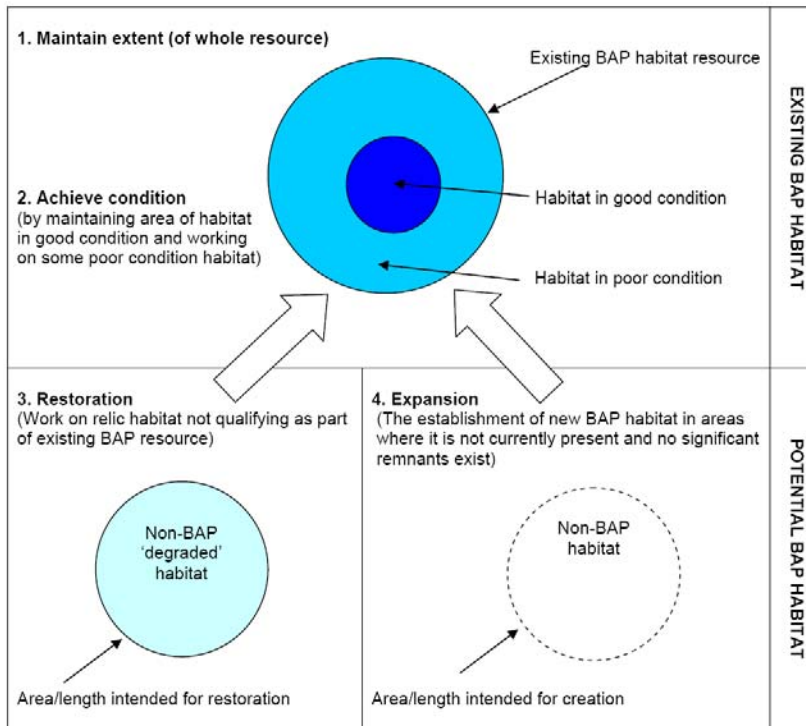 1. Maintain extent (of whole resource)
Existing BAP habitat resource
2. Achieve condition
(by maintaining area of habitat
in good condition and working
on some poor condition habitat)
Habitat in good condition
Habitat in poor condition
EXISTING BAP HABITAT
3. Restoration
(Work on relic habitat not qualifying as part
of existing BAP resource)
Non-BAP
'degraded'
habitat
Area/length intended for restoration
4. Expansion
(The establishment of new BAP habitat in areas
where it is not currently present and no significant
remnants exist)
Non-BAP
habitat
Area/length intended for creation
POTENTIAL BAP HABITAT